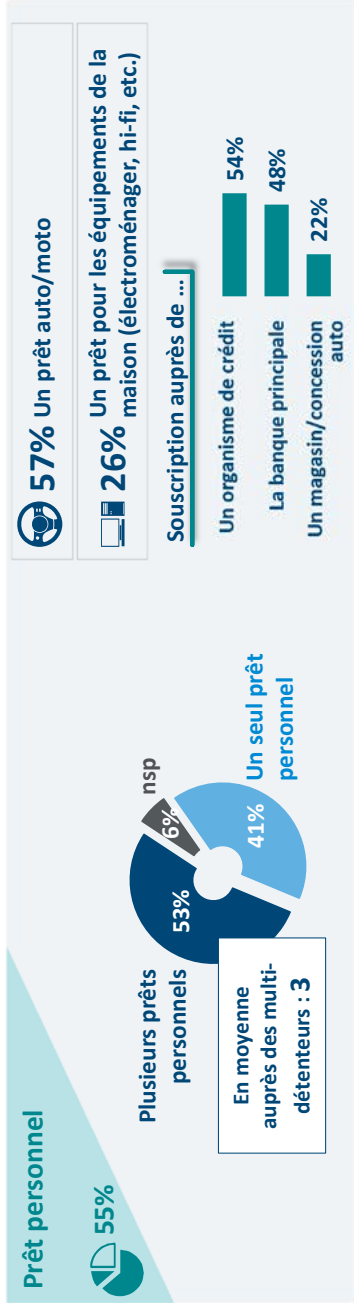 Prêt personnel
55%
Plusieurs prêts
personnels
53%
nsp
6%
41%
Un seul prêt
personnel
En moyenne
auprès des multi-
détenteurs : 3
57% Un prêt auto/moto
26% Un prêt pour les équipements de la
maison (électroménager, hi-fi, etc.)
Souscription auprès de ...
Un organisme de crédit 54%
La banque principale 48%
Un magasin/concession
auto
22%